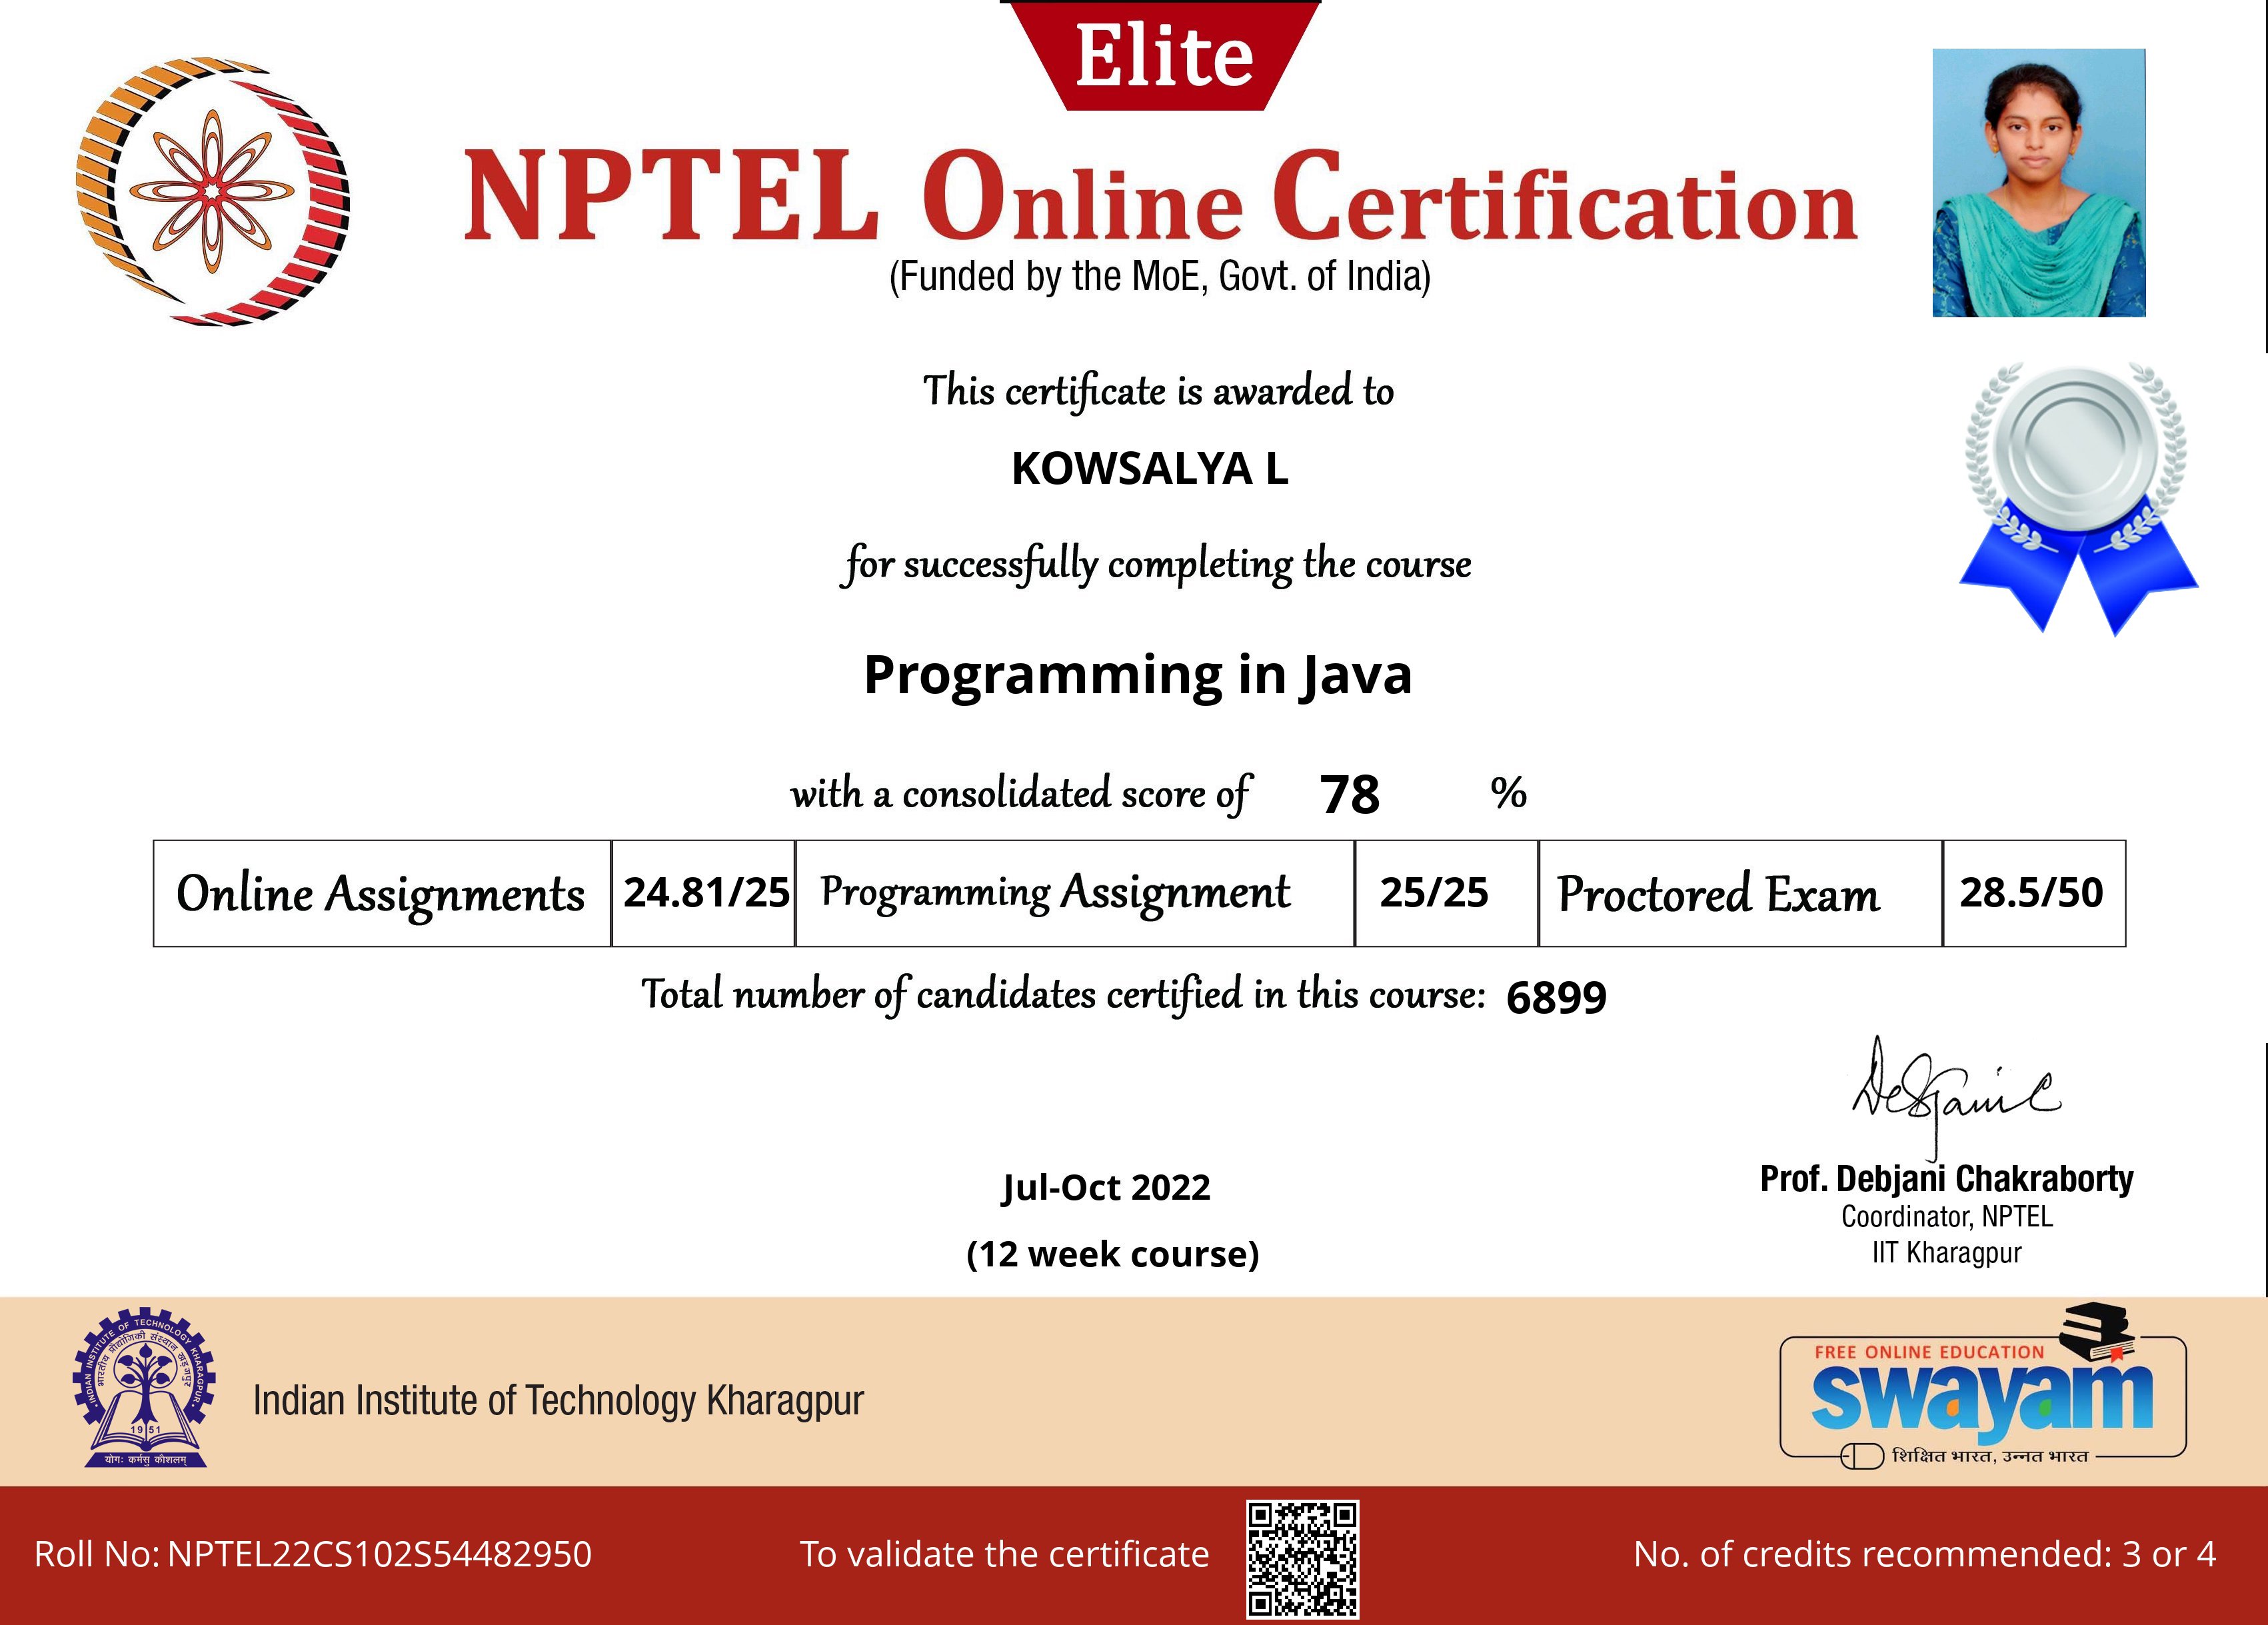 Elite
NPTEL Online Certification
(Funded by the MoE, Govt. of India)
This certificate is awarded to
KOWSALYA L
for successfully completing the course
Programming in Java
with a consolidated score of 78 %
Online Assignments 24.81/25 Programming Assignment 25/25 Proctored Exam 28.5/50
Total number of candidates certified in this course: 6899
Debjani C
Prof. Debjani Chakraborty
Coordinator, NPTEL
IIT Kharagpur
Jul-Oct 2022
(12 week course)
INDIAN INSTITUTE OF TECHNOLOGY KHARAGPUR
भारतीय प्रौद्योगिकी संस्थान खड़गपुर
1951
योगः कर्मसु कौशलम्
Indian Institute of Technology Kharagpur
FREE ONLINE EDUCATION
swayam
शिक्षित भारत, उन्नत भारत
Roll No: NPTEL22CS102S54482950
To validate the certificate
No. of credits recommended: 3 or 4